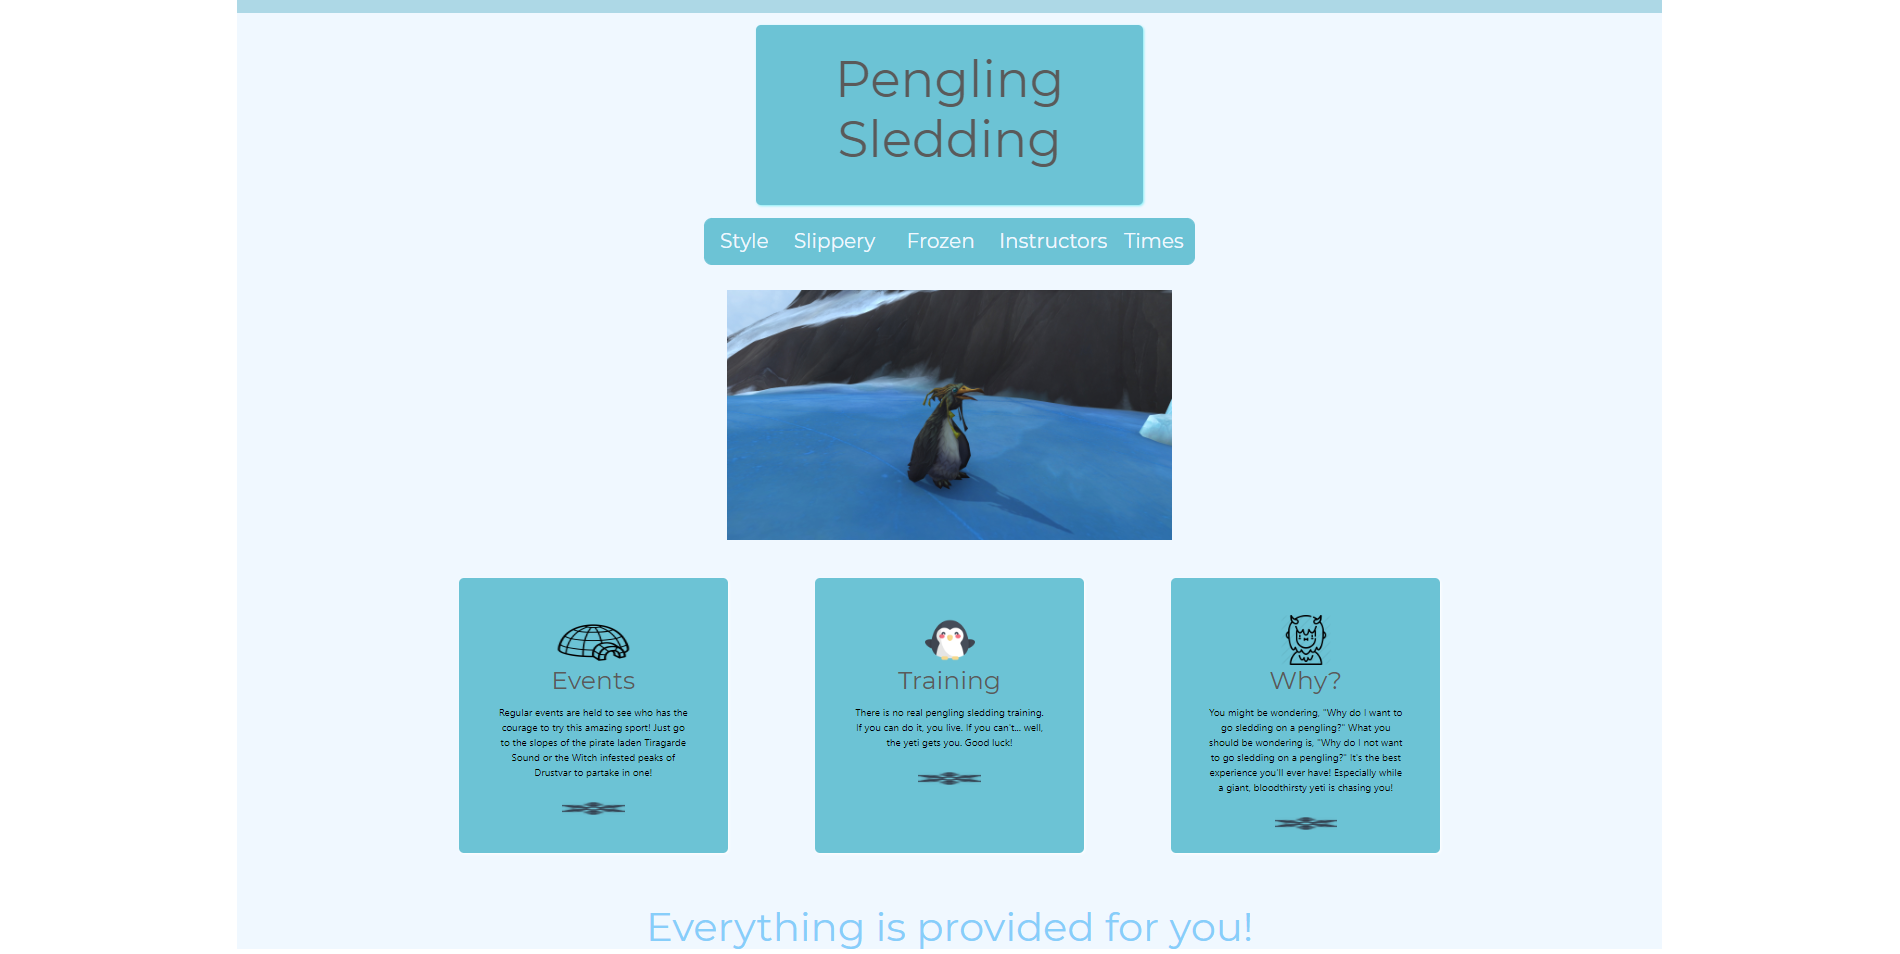 Pengling
Sledding
Style Slippery Frozen Instructors Times
Events
Regular events are held to see who has the
courage to try this amazing sport! Just go
to the slopes of the pirate laden Tiragarde
Sound or the Witch infested peaks of
Drustvar to partake in one!
Training
There is no real pengling sledding training.
If you can do it, you live. If you can't... well,
the yeti gets you. Good luck!
Why?
You might be wondering, "Why do I want to
go sledding on a pengling?" What you
should be wondering is, "Why do I not want
to go sledding on a pengling?" It's the best
experience you'll ever have! Especially while
a giant, bloodthirsty yeti is chasing you!
Everything is provided for you!